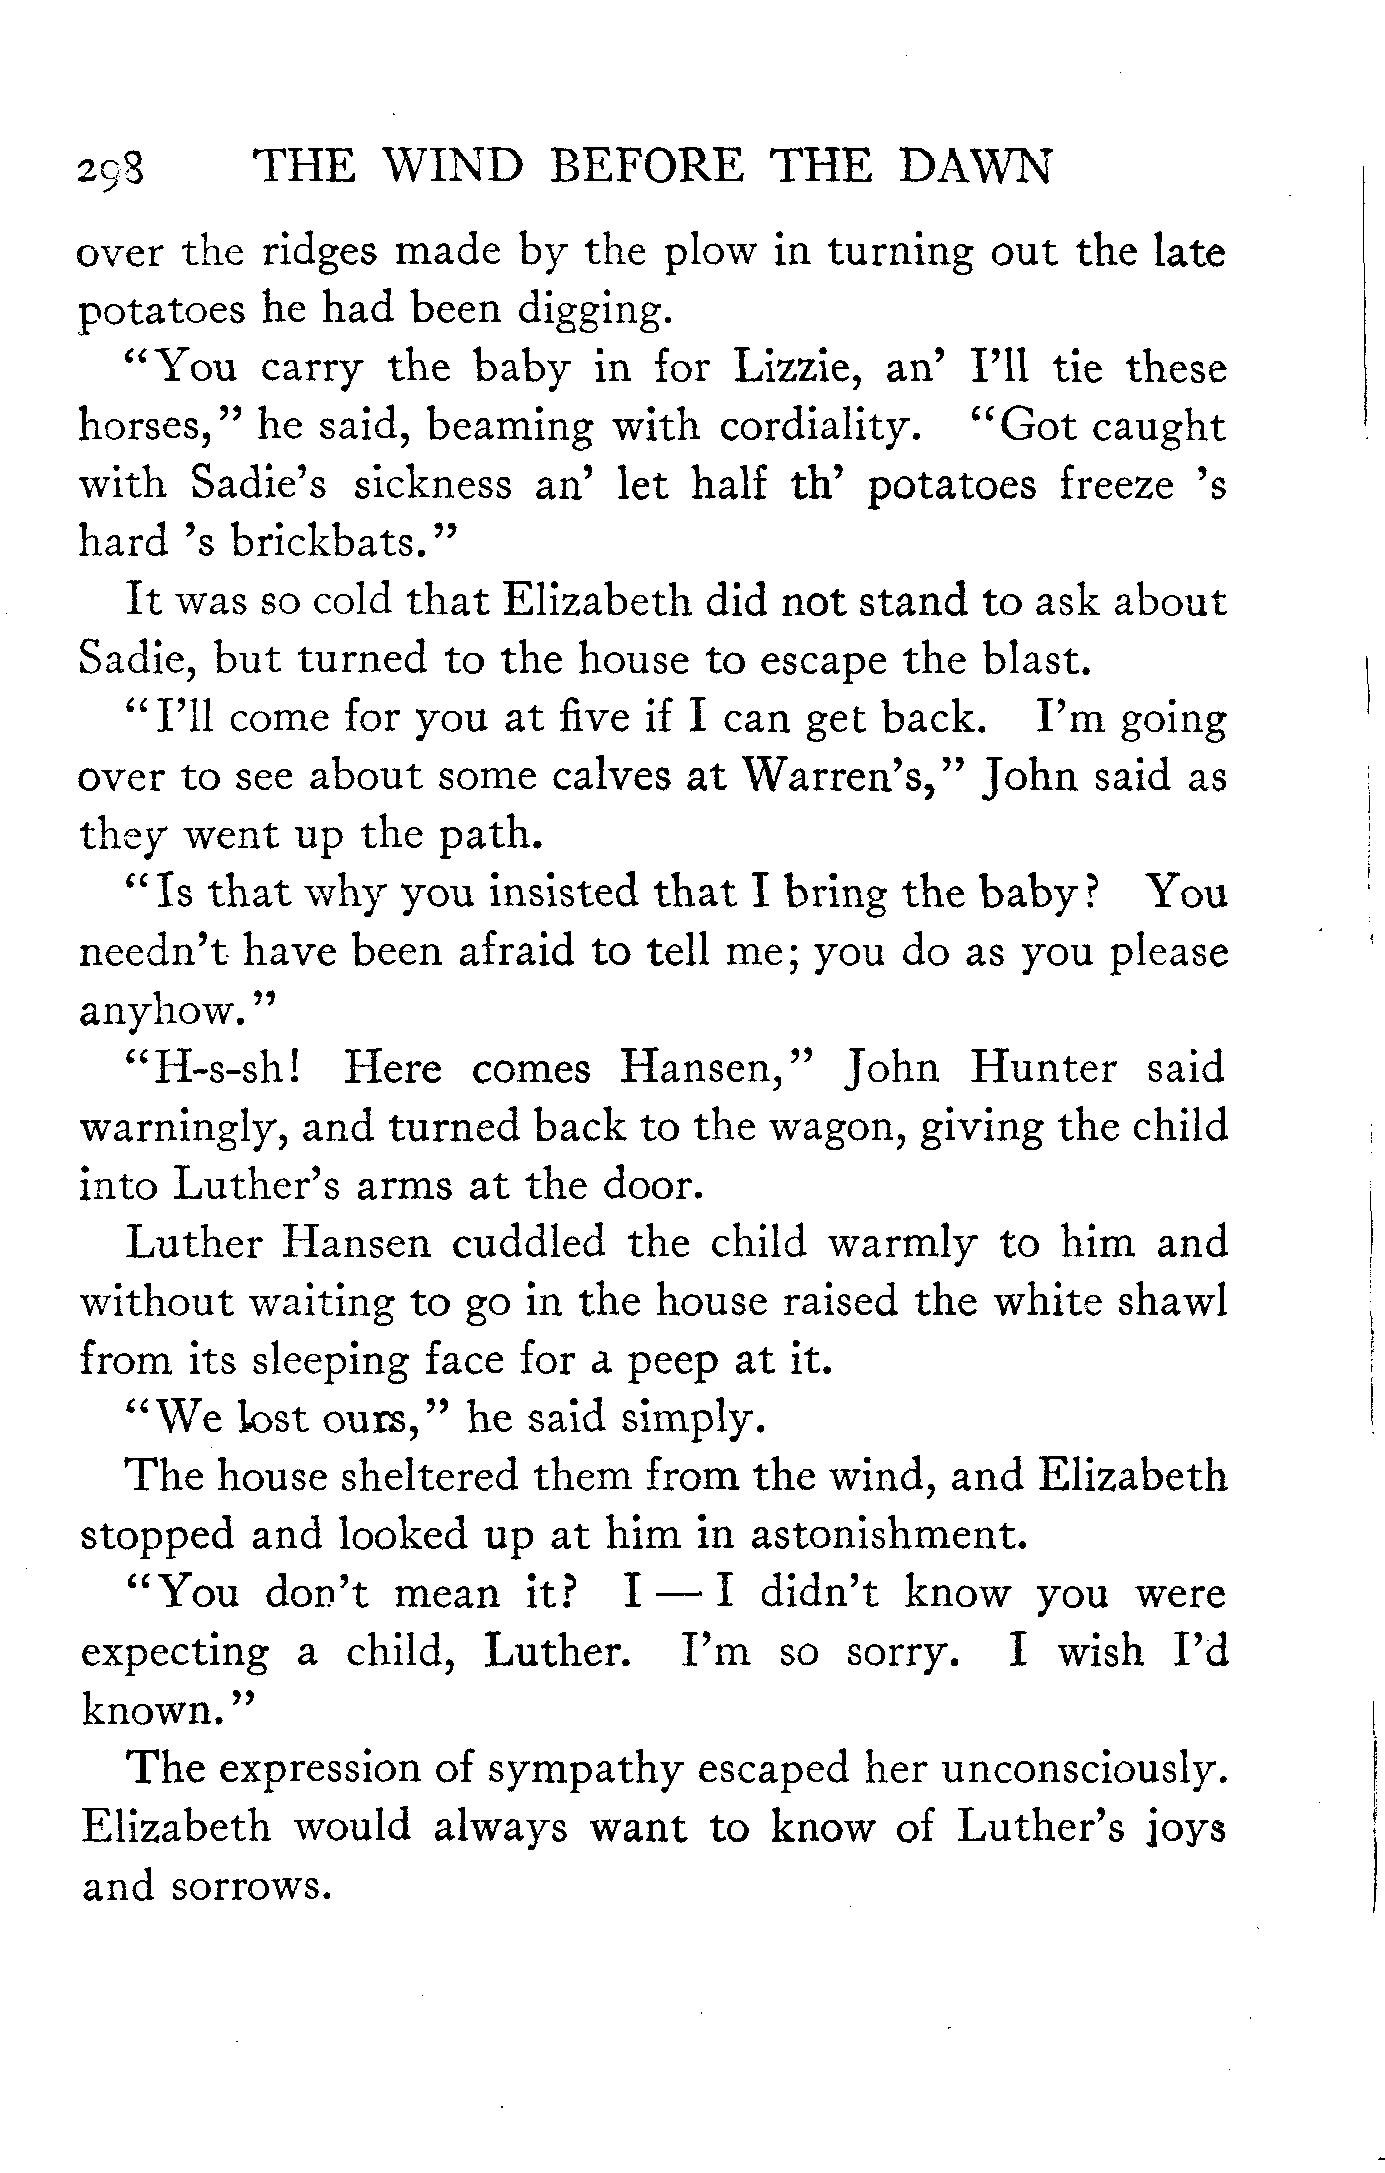 298 THE WIND BEFORE THE DAWN
over the ridges made by the plow in turning out the late
potatoes he had been digging.
“You carry the baby in for Lizzie, an’ I’ll tie these
horses,” he said, beaming with cordiality. “Got caught
with Sadie’s sickness an’ let half th’ potatoes freeze ’s
hard ’s brickbats.”
It was so cold that Elizabeth did not stand to ask about
Sadie, but turned to the house to escape the blast.
“I’ll come for you at five if I can get back. I’m going
over to see about some calves at Warren’s,” John said as
they went up the path.
“Is that why you insisted that I bring the baby? You
needn’t have been afraid to tell me; you do as you please
anyhow.”
“H-s-sh! Here comes Hansen,” John Hunter said
warningly, and turned back to the wagon, giving the child
into Luther’s arms at the door.
Luther Hansen cuddled the child warmly to him and
without waiting to go in the house raised the white shawl
from its sleeping face for a peep at it.
“We lost ours,” he said simply.
The house sheltered them from the wind, and Elizabeth
stopped and looked up at him in astonishment.
“You don’t mean it? I — I didn’t know you were
expecting a child, Luther. I’m so sorry. I wish I’d
known.”
The expression of sympathy escaped her unconsciously.
Elizabeth would always want to know of Luther’s joys
and sorrows.